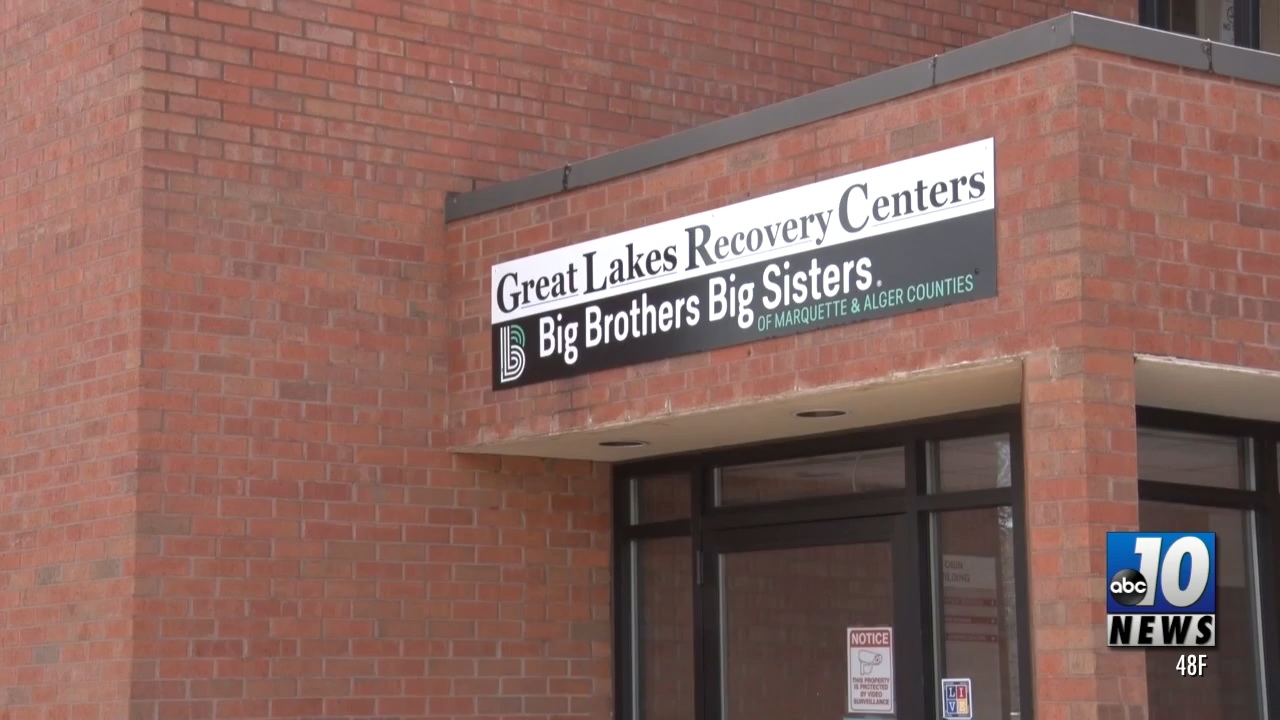 Great Lakes Recovery Centers
Big Brothers Big Sisters.
OF MARQUETTE & ALGER COUNTIES
NOTICE
THIS PROPERTY
IS PROTECTED
BY VIDEO
SURVEILLANCE
LIVE
abc 10
NEWS
48F